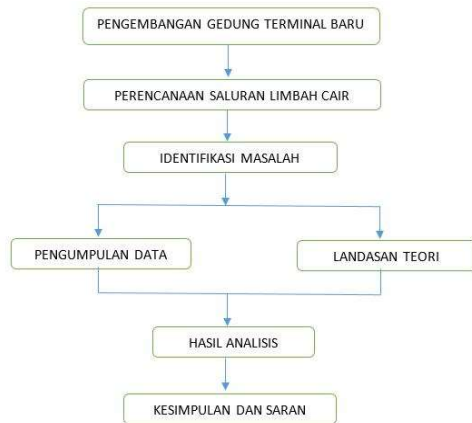 PENGEMBANGAN GEDUNG TERMINAL BARU
PERENCANAAN SALURAN LIMBAH CAIR
IDENTIFIKASI MASALAH
PENGUMPULAN DATA
LANDASAN TEORI
HASIL ANALISIS
KESIMPULAN DAN SARAN